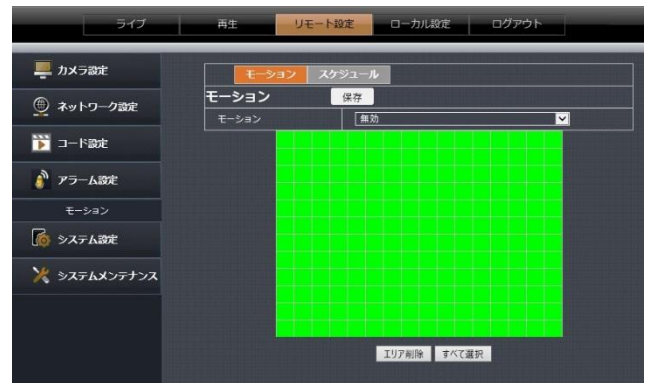 ライブ 再生 リモート設定 ローカル設定 ログアウト
カメラ設定
ネットワーク設定
コード設定
アラーム設定
モーション
システム設定
システムメンテナンス
モーション スケジュール
モーション 保存
モーション 無効
エリア削除 すべて選択